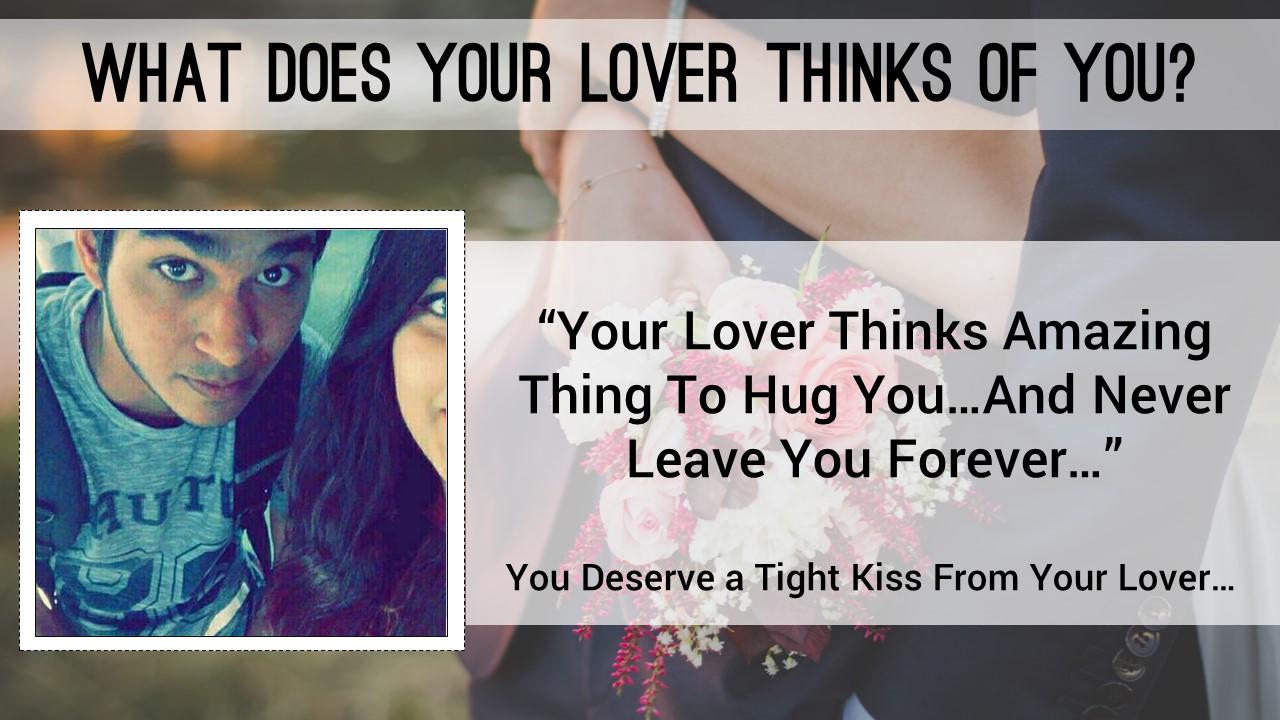 WHAT DOES YOUR LOVER THINKS OF YOU?
“Your Lover Thinks Amazing
Thing To Hug You...And Never
Leave You Forever...”
You Deserve a Tight Kiss From Your Lover...